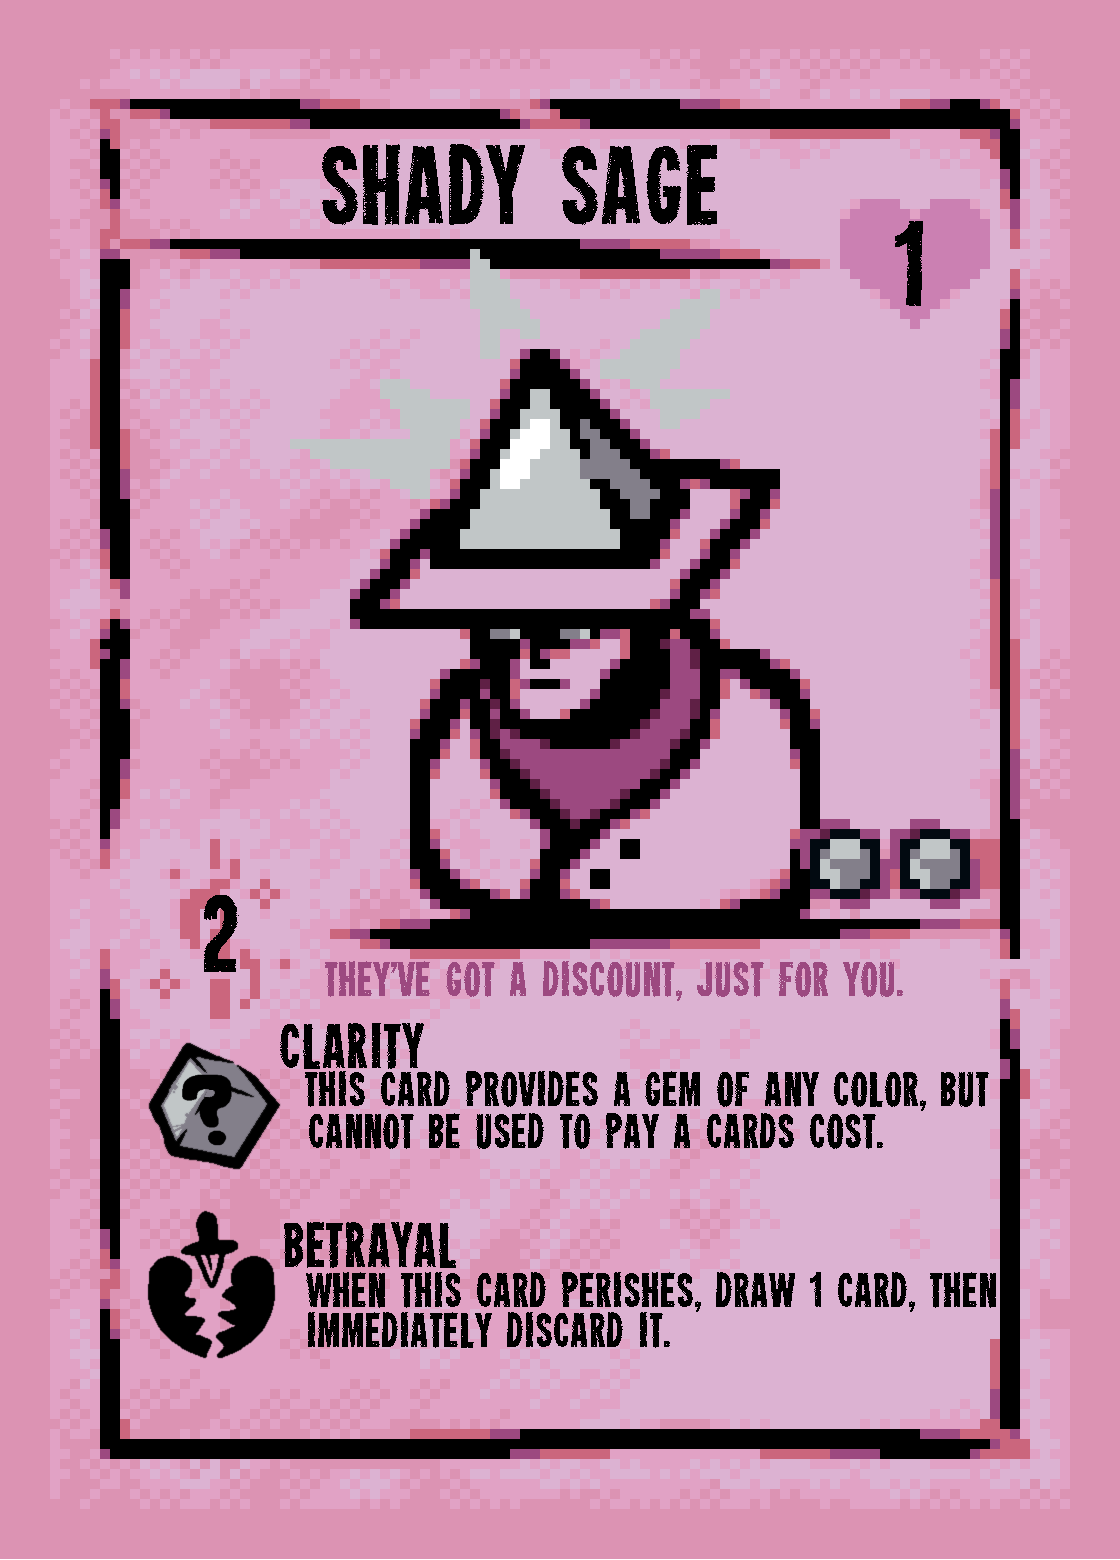 SHADY SAGE
1
2
THEY'VE GOT A DISCOUNT, JUST FOR YOU.
CLARITY
THIS CARD PROVIDES A GEM OF ANY COLOR, BUT
CANNOT BE USED TO PAY A CARDS COST.
?
BETRAYAL
WHEN THIS CARD PERISHES, DRAW 1 CARD, THEN
IMMEDIATELY DISCARD IT.